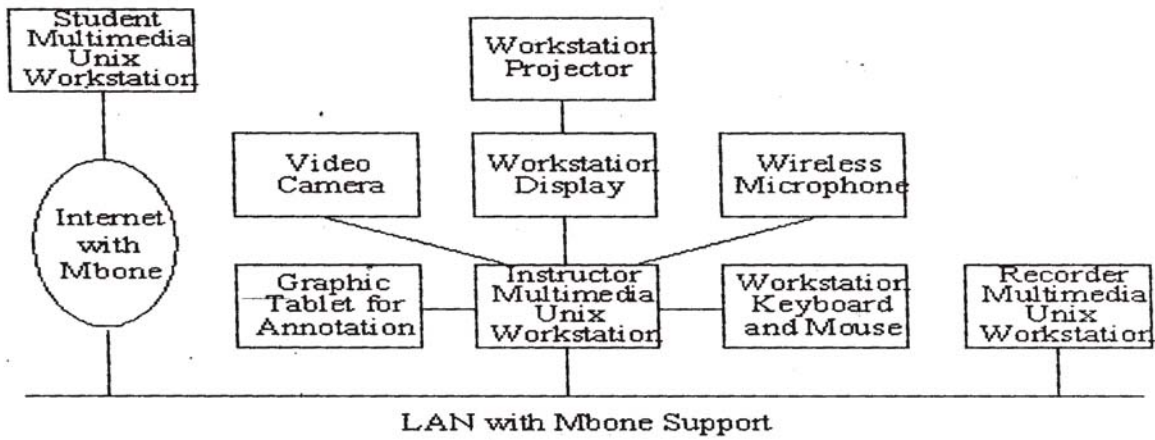 Student
Multimedia
Unix
Workstation
Workstation
Projector
Video
Camera
Workstation
Display
Wireless
Microphone
Internet
with
Mbone
Graphic
Tablet for
Annotation
Instructor
Multimedia
Unix
Workstation
Workstation
Keyboard
and Mouse
Recorder
Multimedia
Unix
Workstation
LAN with Mbone Support